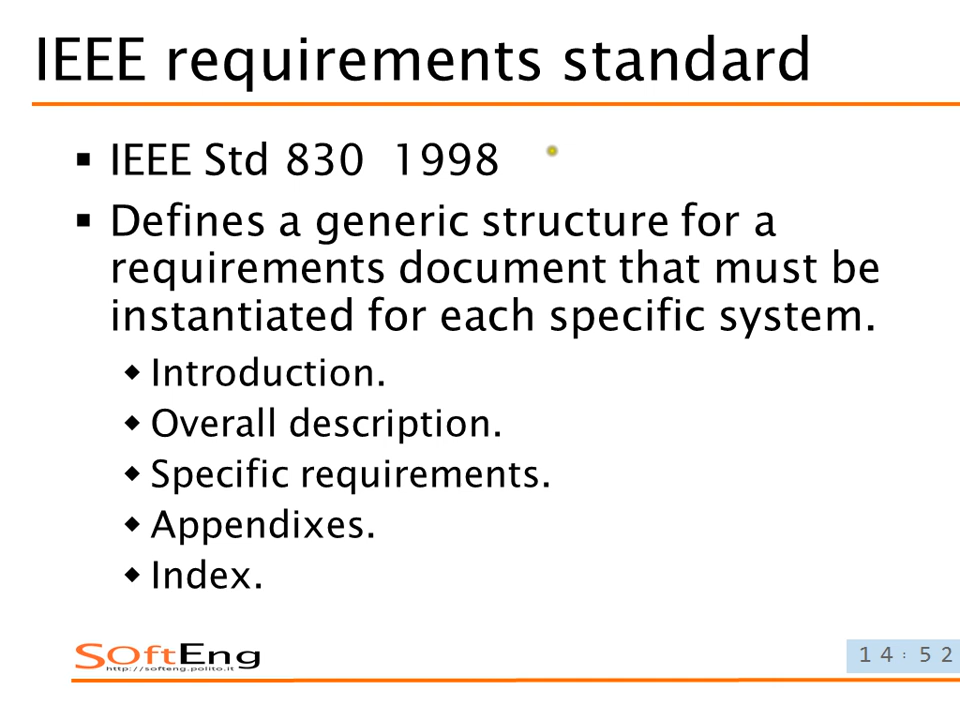 IEEE requirements standard
IEEE Std 830 1998
Defines a generic structure for a
requirements document that must be
instantiated for each specific system.
Introduction.
Overall description.
Specific requirements.
Appendixes.
Index.
SOftEng
http://softeng.polito.it
14:52